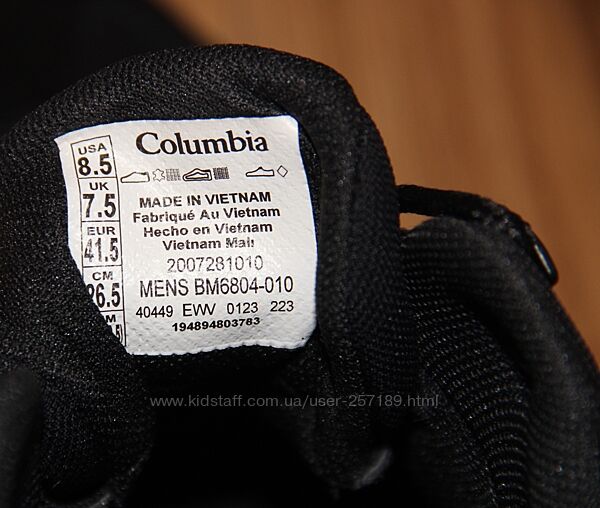 USA
8.5
UK
7.5
EUR
41.5
CM
26.5
Columbia
MADE IN VIETNAM
Fabriqué Au Vietnam
Hecho en Vietnam
Vietnam Malı
2007281010
MENS BM6804-010
40449 EWV 0123 223
194894803783
www.kidstaff.com.ua/user-257189.html